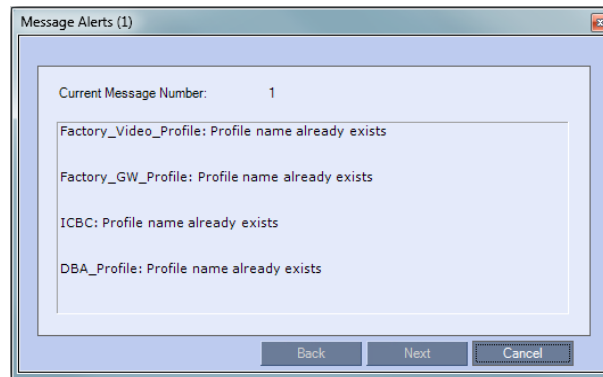 Message Alerts (1)
Current Message Number: 1
Factory_Video_Profile: Profile name already exists
Factory_GW_Profile: Profile name already exists
ICBC: Profile name already exists
DBA_Profile: Profile name already exists
Back Next Cancel